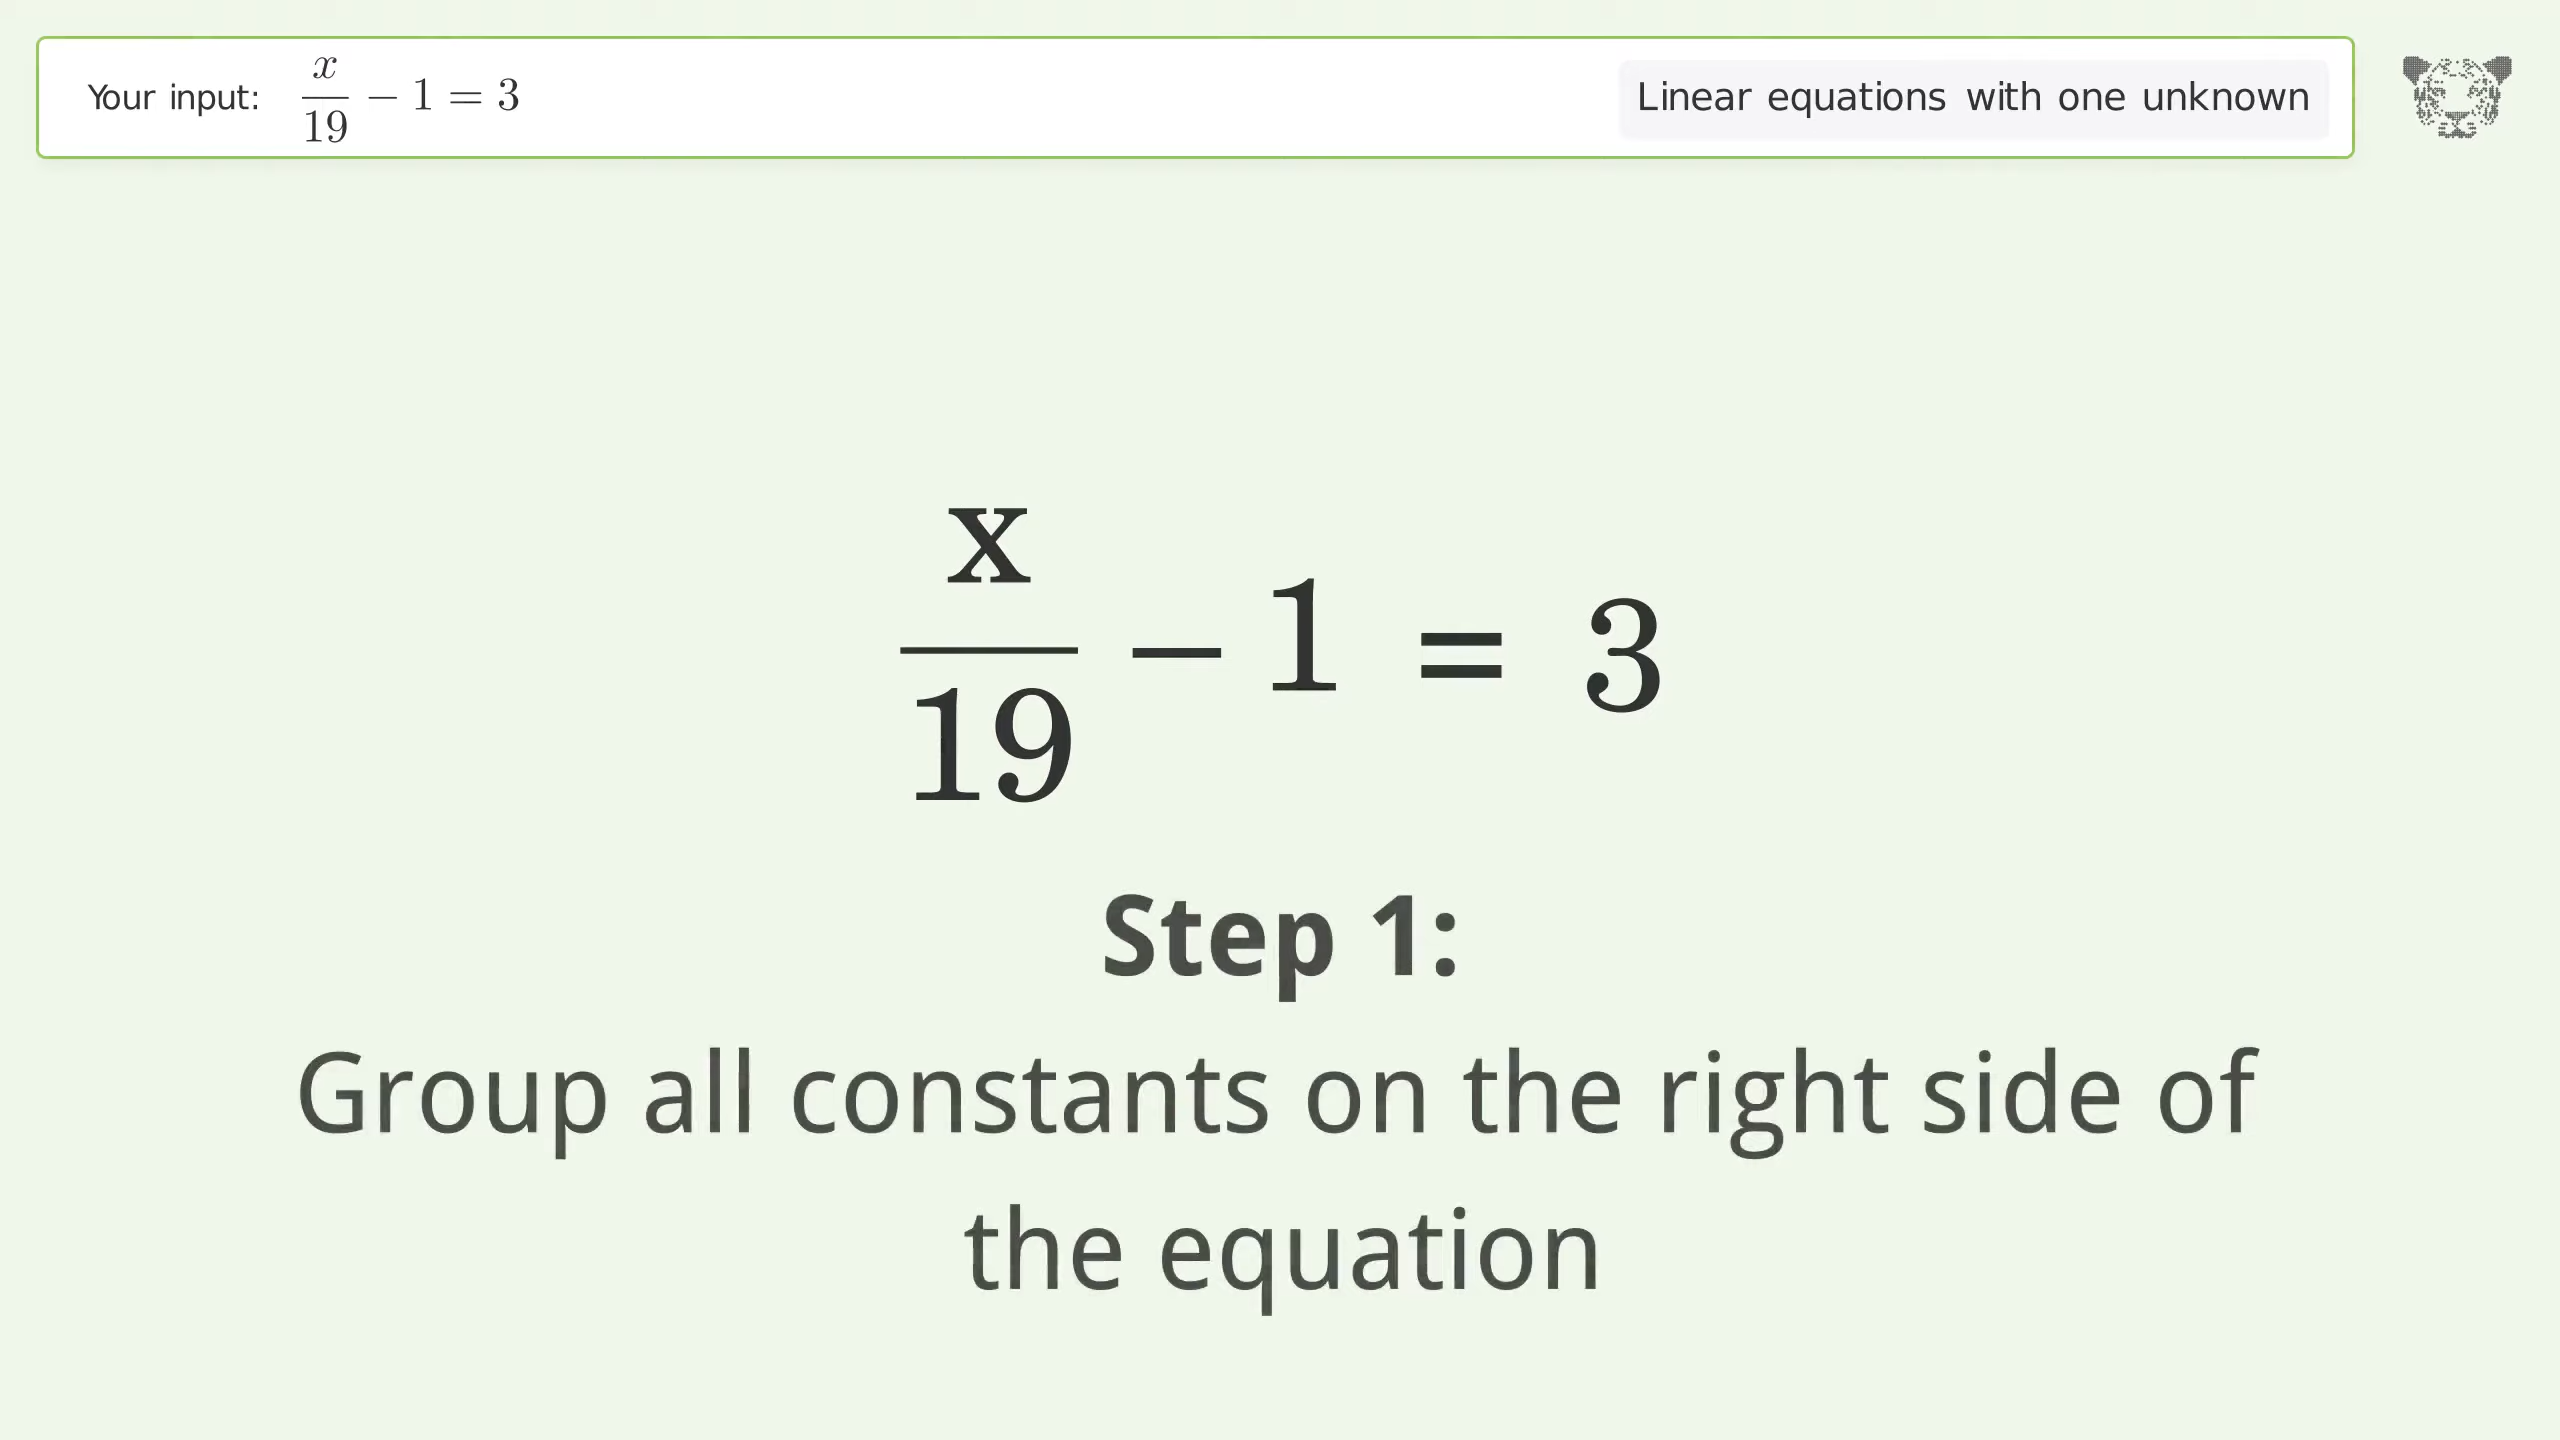 Your input: x/19 − 1 = 3
Linear equations with one unknown
x/19 − 1 = 3
Step 1:
Group all constants on the right side of
the equation